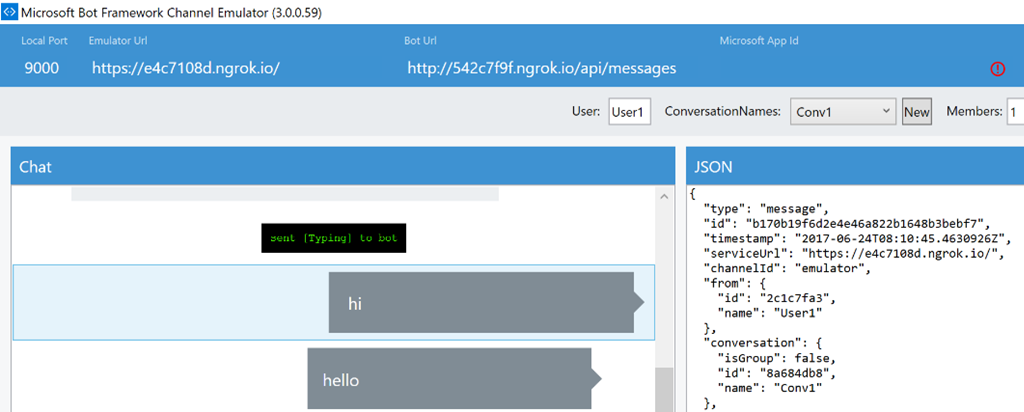 Microsoft Bot Framework Channel Emulator (3.0.0.59)
Local Port Emulator Url Bot Url Microsoft App Id
9000 https://e4c7108d.ngrok.io/ http://542c7f9f.ngrok.io/api/messages
User: User1 ConversationNames: Conv1 New Members: 1
Chat
sent [Typing] to bot
hi
hello
JSON
{
"type": "message",
"id": "b170b19f6d2e4e46a822b1648b3bebf7",
"timestamp": "2017-06-24T08:10:45.4630926Z",
"serviceUrl": "https://e4c7108d.ngrok.io/",
"channelId": "emulator",
"from": {
"id": "2c1c7fa3",
"name": "User1"
},
"conversation": {
"isGroup": false,
"id": "8a684db8",
"name": "Conv1"
},